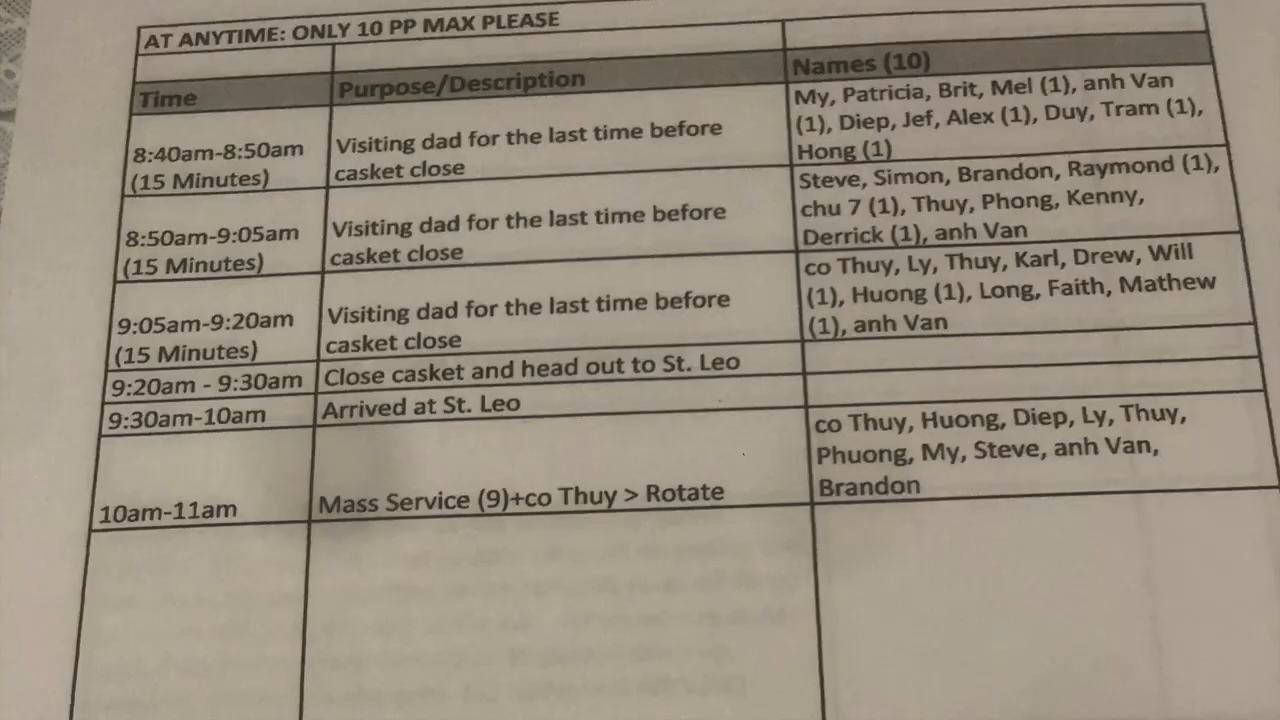 AT ANYTIME: ONLY 10 PP MAX PLEASE
Time
Purpose/Description
Names (10)
8:40am-8:50am
(15 Minutes)
Visiting dad for the last time before
casket close
My, Patricia, Brit, Mel (1), anh Van
(1), Diep, Jef, Alex (1), Duy, Tram (1),
Hong (1)
8:50am-9:05am
(15 Minutes)
Visiting dad for the last time before
casket close
Steve, Simon, Brandon, Raymond (1),
chu 7 (1), Thuy, Phong, Kenny,
Derrick (1), anh Van
9:05am-9:20am
(15 Minutes)
Visiting dad for the last time before
casket close
co Thuy, Ly, Thuy, Karl, Drew, Will
(1), Huong (1), Long, Faith, Mathew
(1), anh Van
9:20am - 9:30am
Close casket and head out to St. Leo
9:30am-10am
Arrived at St. Leo
10am-11am
Mass Service (9)+co Thuy > Rotate
co Thuy, Huong, Diep, Ly, Thuy,
Phuong, My, Steve, anh Van,
Brandon